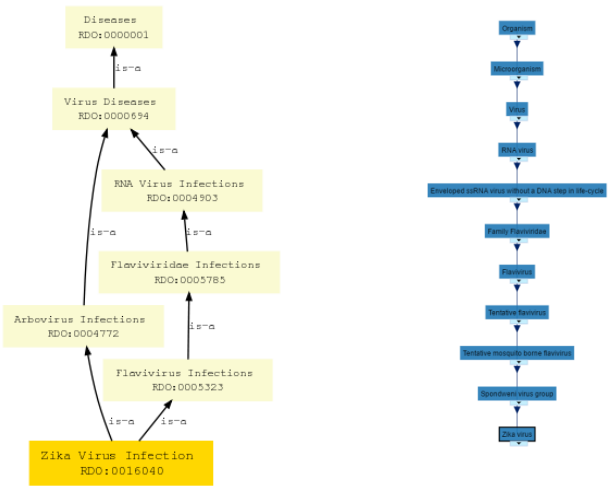 Diseases
RDO:0000001
is-a
Virus Diseases
RDO:0000694
is-a
RNA Virus Infections
RDO:0004903
is-a
is-a
Flaviviridae Infections
RDO:0005785
Arbovirus Infections
RDO:0004772
is-a
Flavivirus Infections
RDO:0005323
is-a
is-a
Zika Virus Infection
RDO:0016040
Organism
Microorganism
Virus
RNA virus
Enveloped ssRNA virus without a DNA step in life-cycle
Family Flaviviridae
Flavivirus
Tentative flavivirus
Tentative mosquito borne flavivirus
Spondweni virus group
Zika virus